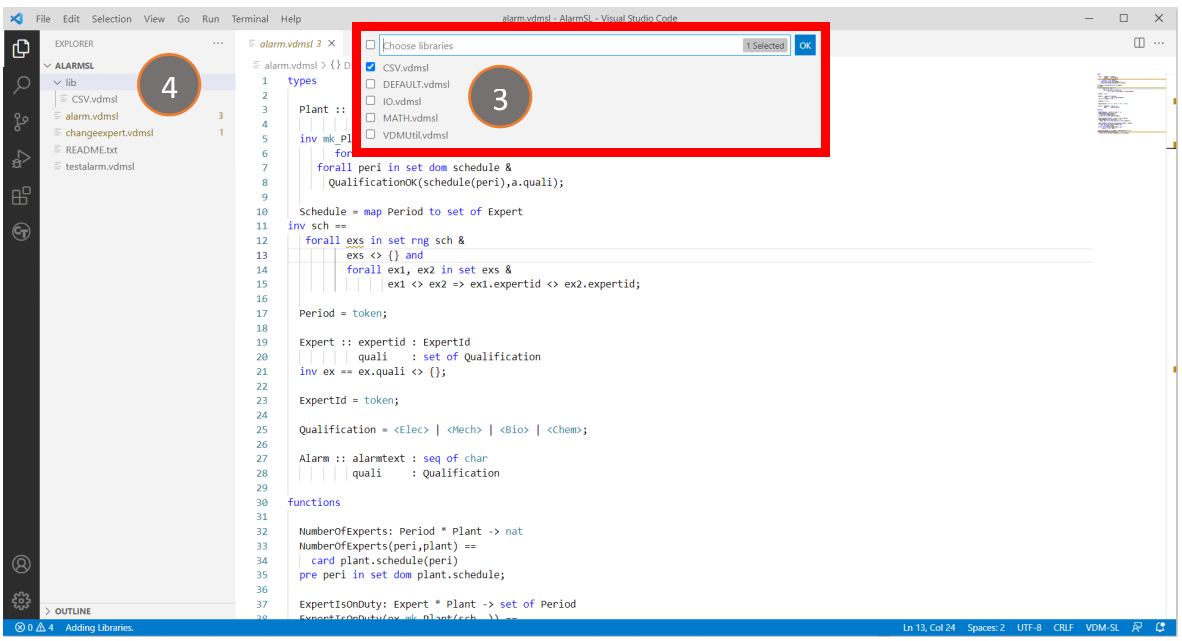 File Edit Selection View Go Run Terminal Help
alarm.vdmsl - AlarmSL - Visual Studio Code
EXPLORER
ALARMSL
lib
CSV.vdmsl
alarm.vdmsl 3
changeexpert.vdmsl 1
README.txt
testalarm.vdmsl
OUTLINE
4
alarm.vdmsl 3
alarm.vdmsl > {} D
Choose libraries 1 Selected OK
CSV.vdmsl
DEFAULT.vdmsl
IO.vdmsl
MATH.vdmsl
VDMUtil.vdmsl
3
1 types
2
3 Plant ::
4
5 inv mk_Pl
6 for
7 forall peri in set dom schedule &
8 QualificationOK(schedule(peri),a.quali);
9
10 Schedule = map Period to set of Expert
11 inv sch ==
12 forall exs in set rng sch &
13 exs <> {} and
14 forall ex1, ex2 in set exs &
15 ex1 <> ex2 => ex1.expertid <> ex2.expertid;
16
17 Period = token;
18
19 Expert :: expertid : ExpertId
20 quali : set of Qualification
21 inv ex == ex.quali <> {};
22
23 ExpertId = token;
24
25 Qualification = <Elec> | <Mech> | <Bio> | <Chem>;
26
27 Alarm :: alarmtext : seq of char
28 quali : Qualification
29
30 functions
31
32 NumberOfExperts: Period * Plant -> nat
33 NumberOfExperts(peri,plant) ==
34 card plant.schedule(peri)
35 pre peri in set dom plant.schedule;
36
37 ExpertIsOnDuty: Expert * Plant -> set of Period
38 ExpertIsOnDuty(ex,mk_Plant(sch,_)) ==
0 4 Adding Libraries.
Ln 13, Col 24 Spaces: 2 UTF-8 CRLF VDM-SL